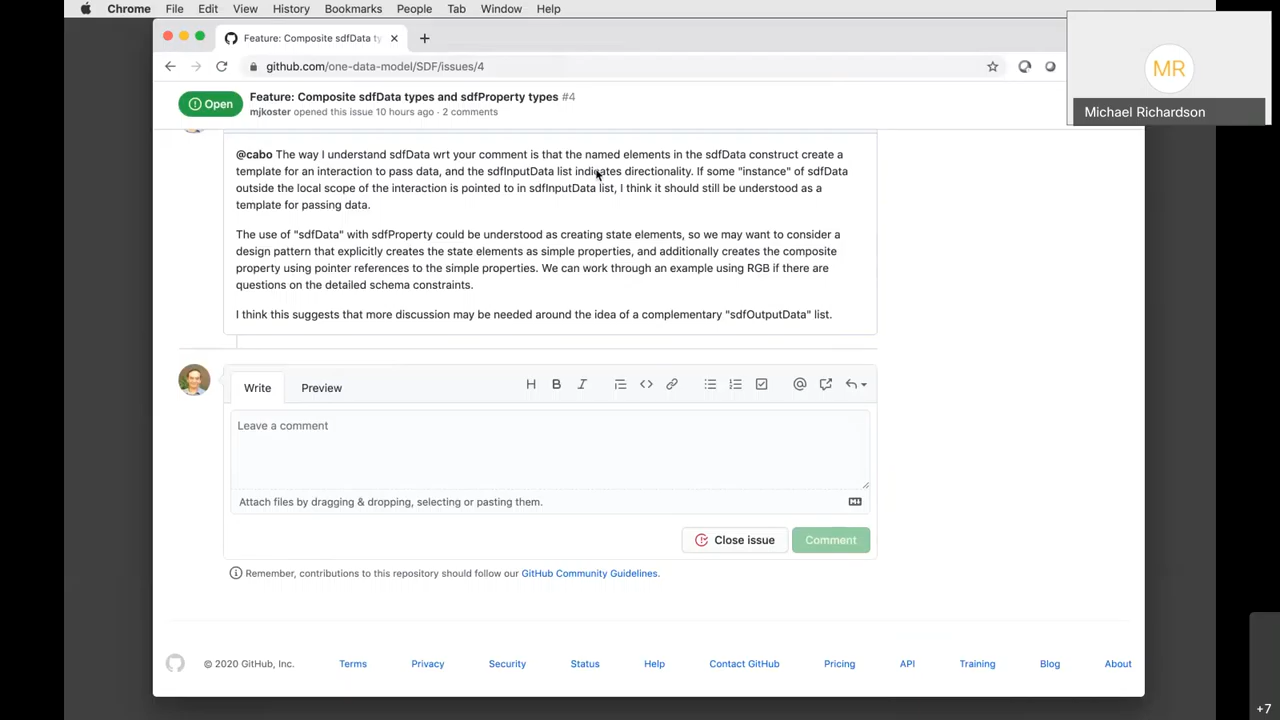 Chrome File Edit View History Bookmarks People Tab Window Help
Feature: Composite sdfData ty
github.com/one-data-model/SDF/issues/4
MR
Michael Richardson
Open
Feature: Composite sdfData types and sdfProperty types #4
mjkoster opened this issue 10 hours ago · 2 comments
@cabo The way I understand sdfData wrt your comment is that the named elements in the sdfData construct create a
template for an interaction to pass data, and the sdfInputData list indicates directionality. If some "instance" of sdfData
outside the local scope of the interaction is pointed to in sdfInputData list, I think it should still be understood as a
template for passing data.
The use of "sdfData" with sdfProperty could be understood as creating state elements, so we may want to consider a
design pattern that explicitly creates the state elements as simple properties, and additionally creates the composite
property using pointer references to the simple properties. We can work through an example using RGB if there are
questions on the detailed schema constraints.
I think this suggests that more discussion may be needed around the idea of a complementary "sdfOutputData" list.
Write Preview
Leave a comment
Attach files by dragging & dropping, selecting or pasting them.
Close issue Comment
Remember, contributions to this repository should follow our GitHub Community Guidelines.
© 2020 GitHub, Inc. Terms Privacy Security Status Help Contact GitHub Pricing API Training Blog About
+7